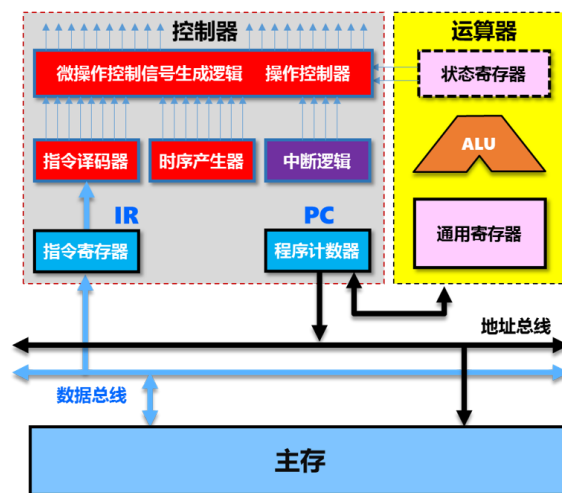 控制器
运算器
微操作控制信号生成逻辑 操作控制器
状态寄存器
ALU
指令译码器
时序产生器
中断逻辑
IR
PC
指令寄存器
程序计数器
通用寄存器
地址总线
数据总线
主存